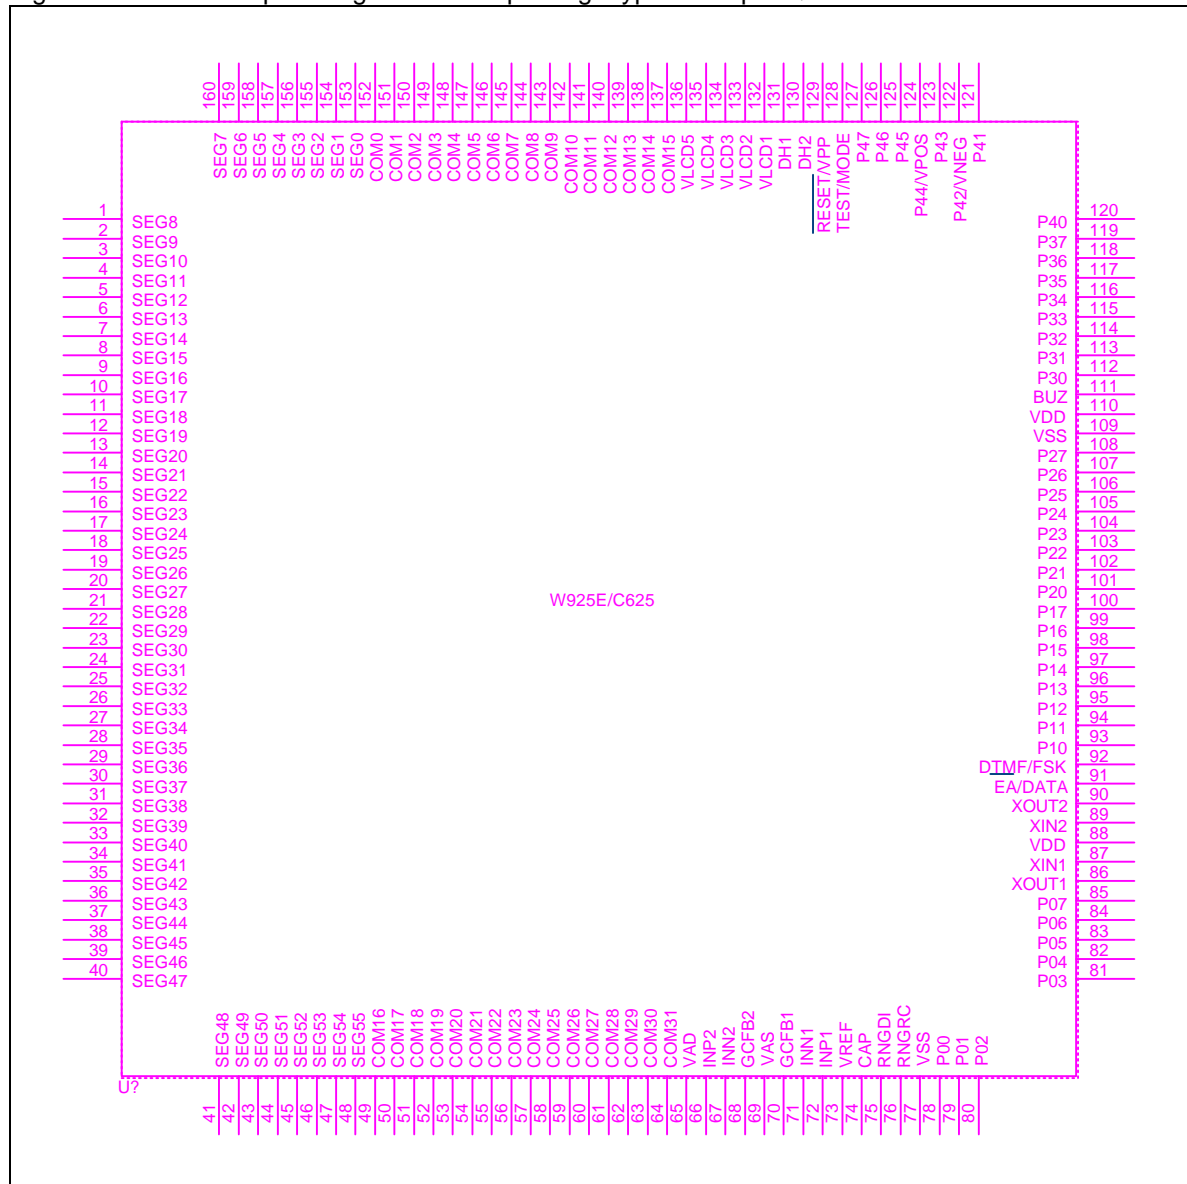 160 159 158 157 156 155 154 153 152 151 150 149 148 147 146 145 144 143 142 141 140 139 138 137 136 135 134 133 132 131 130 129 128 127 126 125 124 123 122 121
SEG7 SEG6 SEG5 SEG4 SEG3 SEG2 SEG1 SEG0 COM0 COM1 COM2 COM3 COM4 COM5 COM6 COM7 COM8 COM9 COM10 COM11 COM12 COM13 COM14 COM15 VLCD5 VLCD4 VLCD3 VLCD2 VLCD1 DH1 DH2 RESET/VPP TEST/MODE P47 P46 P45 P44/VPOS P43 P42/VNEG P41
1 SEG8 P40 120
2 SEG9 P37 119
3 SEG10 P36 118
4 SEG11 P35 117
5 SEG12 P34 116
6 SEG13 P33 115
7 SEG14 P32 114
8 SEG15 P31 113
9 SEG16 P30 112
10 SEG17 BUZ 111
11 SEG18 VDD 110
12 SEG19 VSS 109
13 SEG20 P27 108
14 SEG21 P26 107
15 SEG22 P25 106
16 SEG23 P24 105
17 SEG24 P23 104
18 SEG25 P22 103
19 SEG26 P21 102
20 SEG27 P20 101
W925E/C625
21 SEG28 P17 100
22 SEG29 P16 99
23 SEG30 P15 98
24 SEG31 P14 97
25 SEG32 P13 96
26 SEG33 P12 95
27 SEG34 P11 94
28 SEG35 P10 93
29 SEG36 DTMF/FSK 92
30 SEG37 EA/DATA 91
31 SEG38 XOUT2 90
32 SEG39 XIN2 89
33 SEG40 VDD 88
34 SEG41 XIN1 87
35 SEG42 XOUT1 86
36 SEG43 P07 85
37 SEG44 P06 84
38 SEG45 P05 83
39 SEG46 P04 82
40 SEG47 P03 81
SEG48 SEG49 SEG50 SEG51 SEG52 SEG53 SEG54 SEG55 COM16 COM17 COM18 COM19 COM20 COM21 COM22 COM23 COM24 COM25 COM26 COM27 COM28 COM29 COM30 COM31 VAD INP2 INN2 GCFB2 VAS GCFB1 INN1 INP1 VREF CAP RNGDI RNGRC VSS P00 P01 P02
U?
41 42 43 44 45 46 47 48 49 50 51 52 53 54 55 56 57 58 59 60 61 62 63 64 65 66 67 68 69 70 71 72 73 74 75 76 77 78 79 80